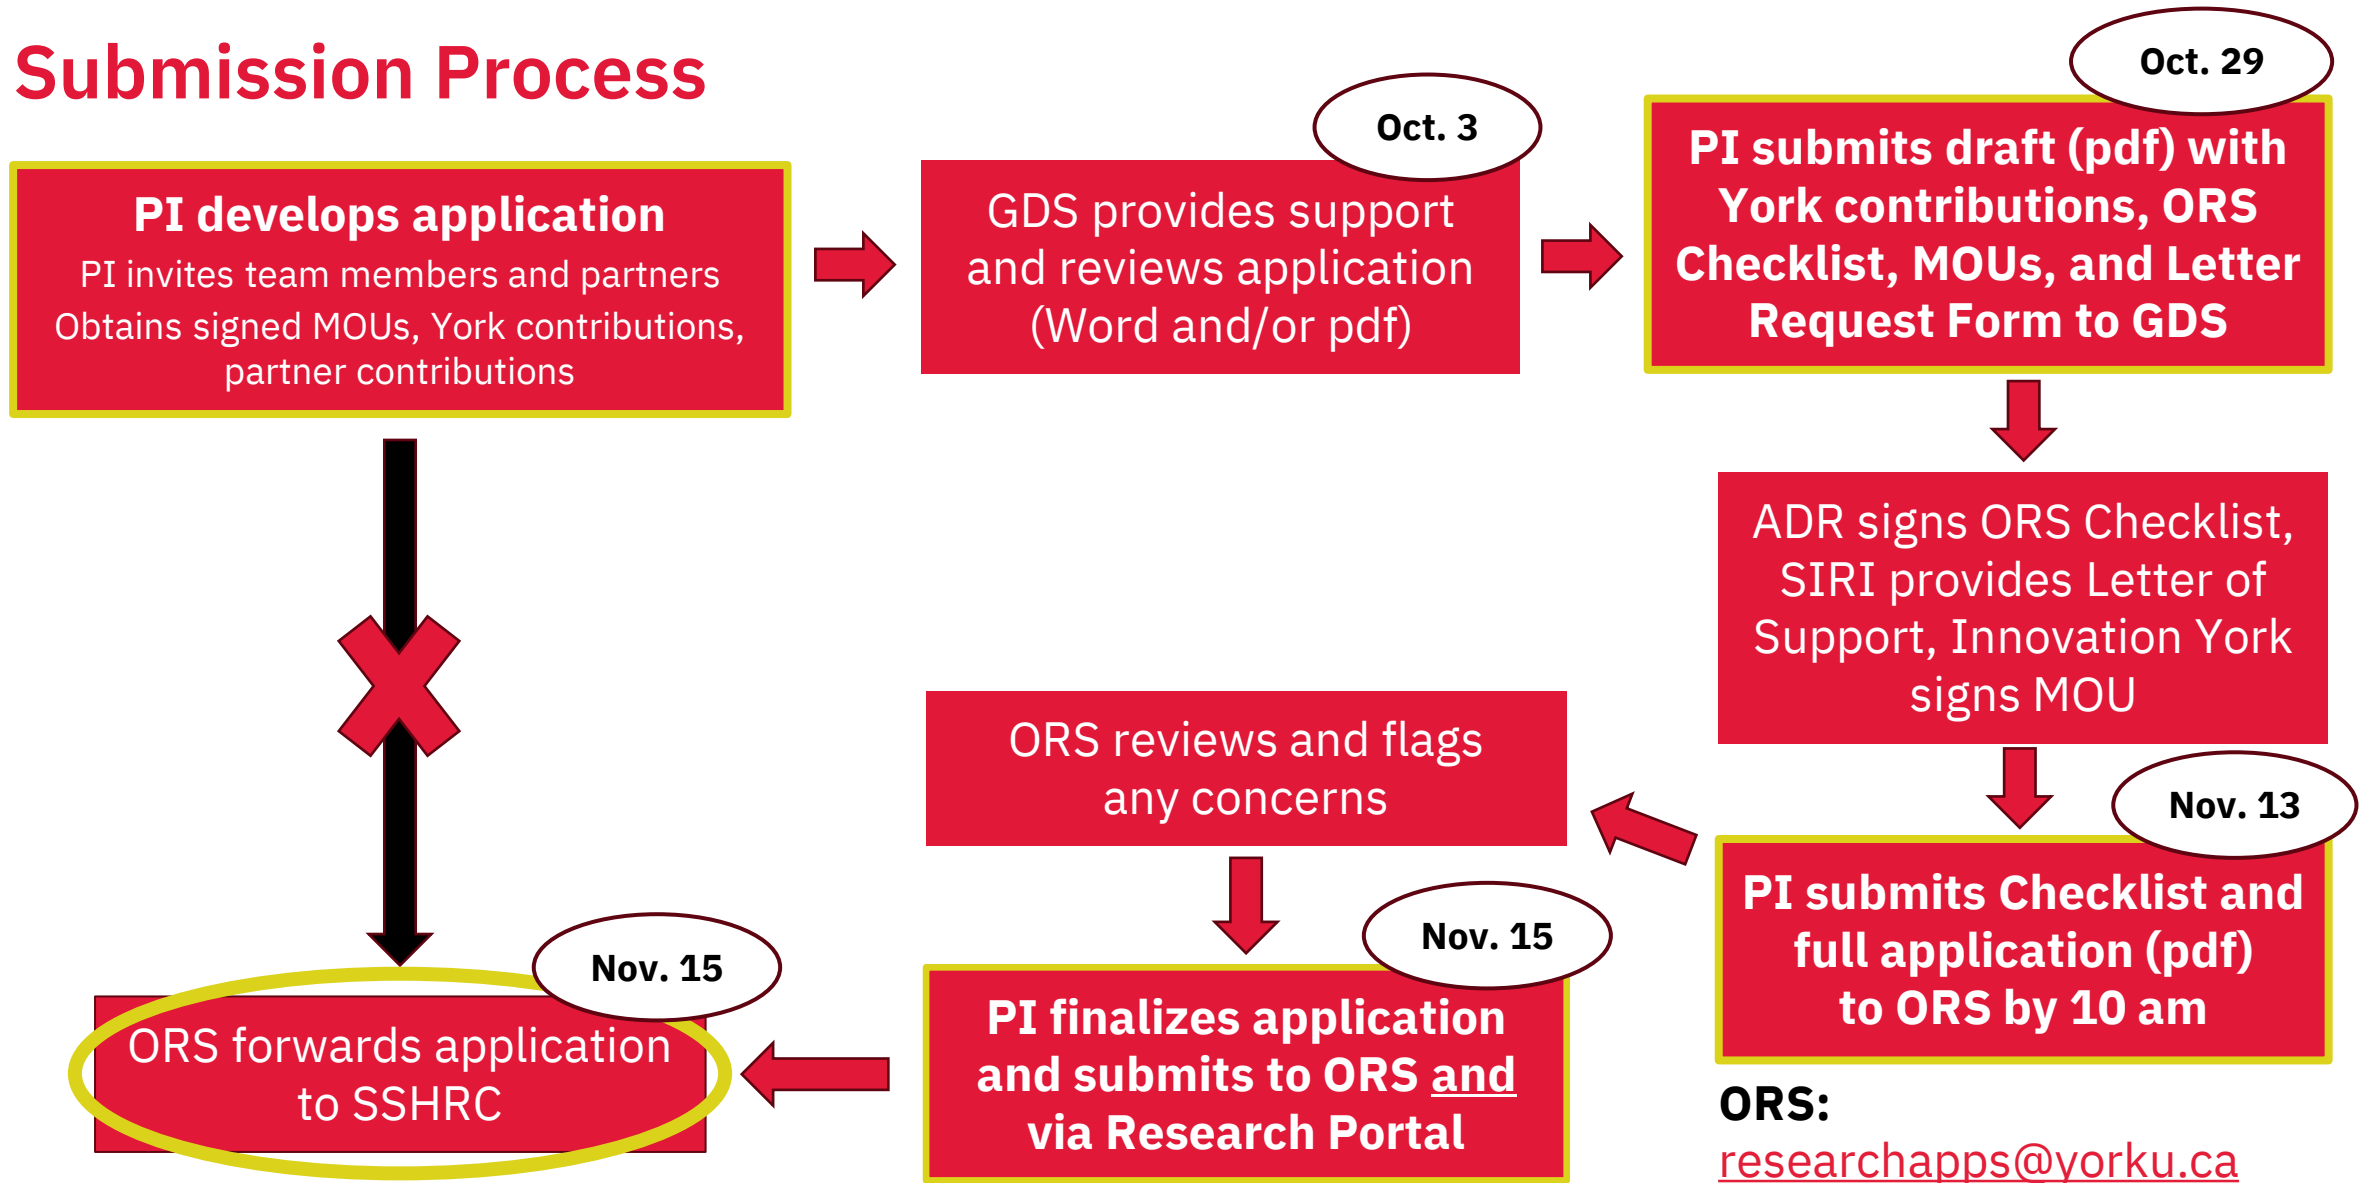 Submission Process
PI develops application
PI invites team members and partners
Obtains signed MOUs, York contributions,
partner contributions
Oct. 3
GDS provides support
and reviews application
(Word and/or pdf)
Oct. 29
PI submits draft (pdf) with
York contributions, ORS
Checklist, MOUs, and Letter
Request Form to GDS
ADR signs ORS Checklist,
SIRI provides Letter of
Support, Innovation York
signs MOU
Nov. 13
PI submits Checklist and
full application (pdf)
to ORS by 10 am
ORS:
researchapps@yorku.ca
ORS reviews and flags
any concerns
Nov. 15
PI finalizes application
and submits to ORS and
via Research Portal
Nov. 15
ORS forwards application
to SSHRC